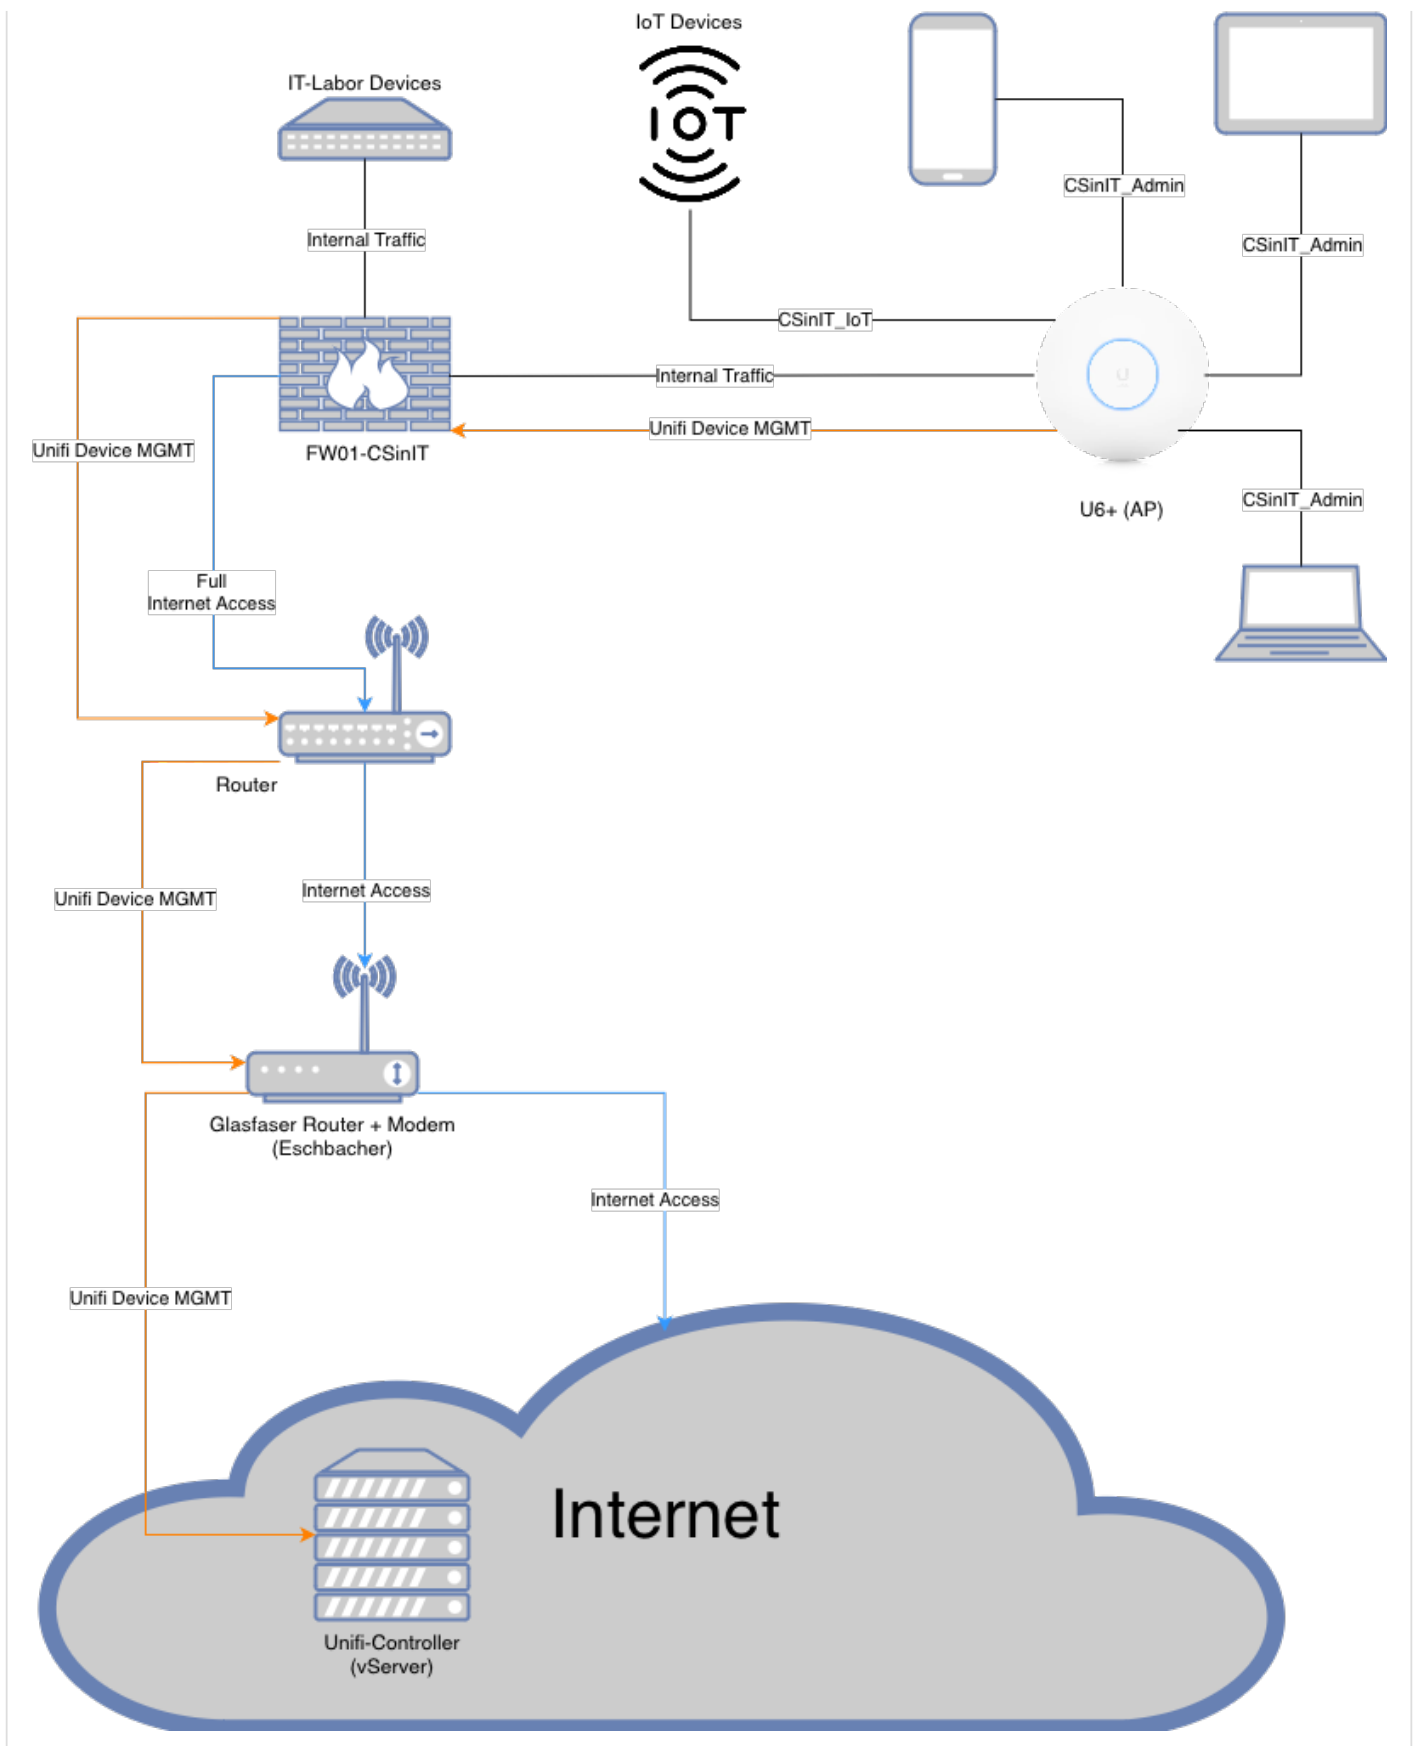 IoT Devices
IOT
IT-Labor Devices
CSinIT_Admin
Internal Traffic
CSinIT_Admin
CSinIT_IoT
Internal Traffic
Unifi Device MGMT
Unifi Device MGMT
FW01-CSinIT
CSinIT_Admin
U6+ (AP)
Full
Internet Access
Router
Internet Access
Unifi Device MGMT
Glasfaser Router + Modem
(Eschbacher)
Internet Access
Unifi Device MGMT
Internet
Unifi-Controller
(vServer)